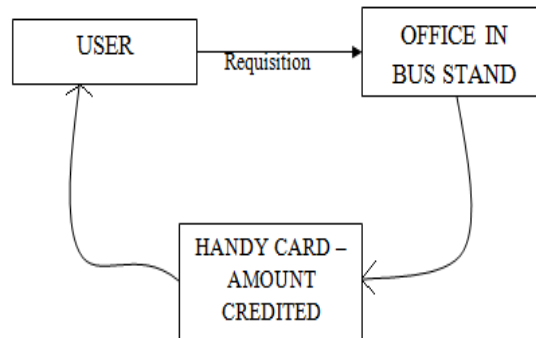 USER
Requisition
OFFICE IN
BUS STAND
HANDY CARD –
AMOUNT
CREDITED